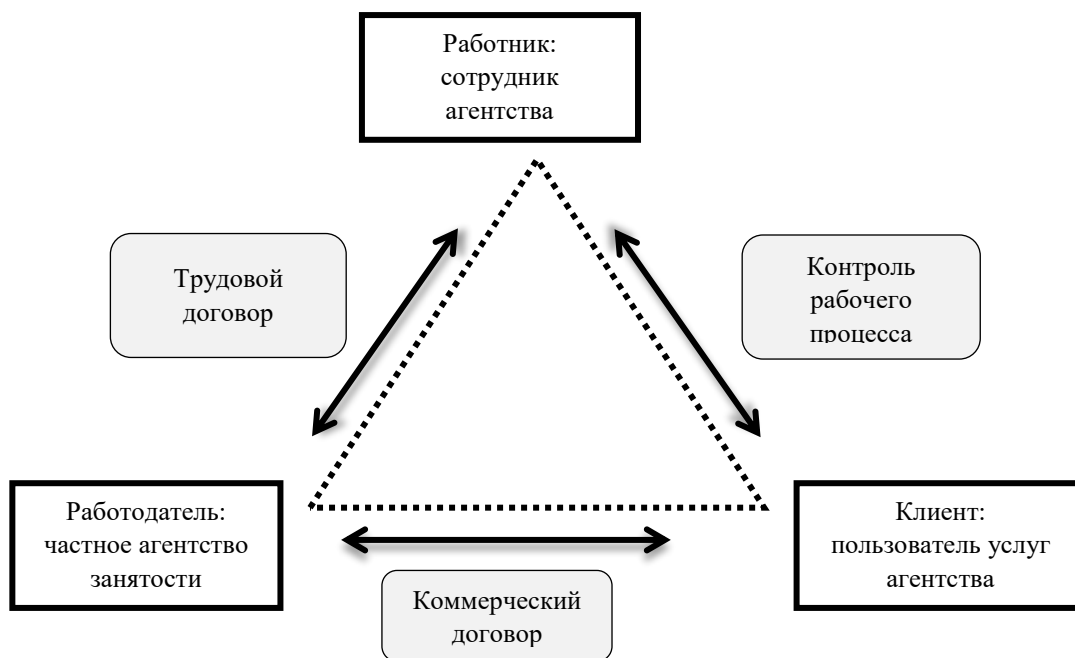 Работник:
сотрудник
агентства
Трудовой
договор
Контроль
рабочего
процесса
Работодатель:
частное агентство
занятости
Клиент:
пользователь услуг
агентства
Коммерческий
договор